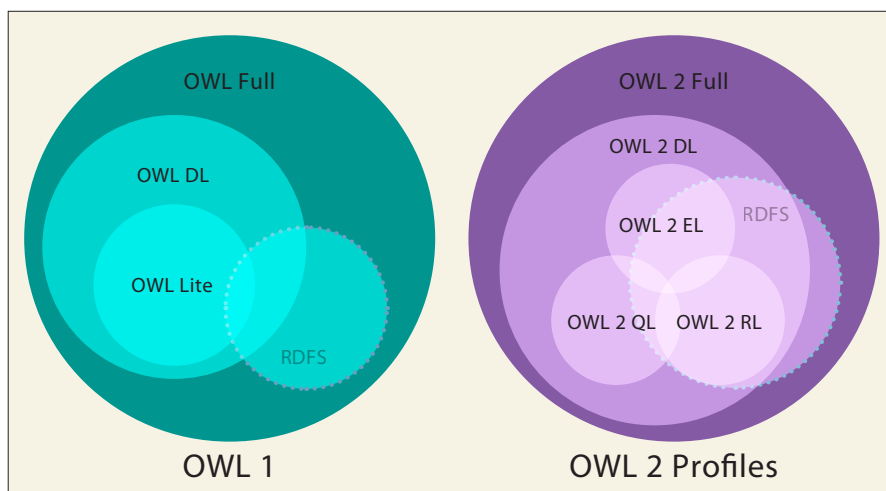 OWL Full
OWL DL
OWL Lite
RDFS
OWL 1
OWL 2 Full
OWL 2 DL
RDFS
OWL 2 EL
OWL 2 QL
OWL 2 RL
OWL 2 Profiles